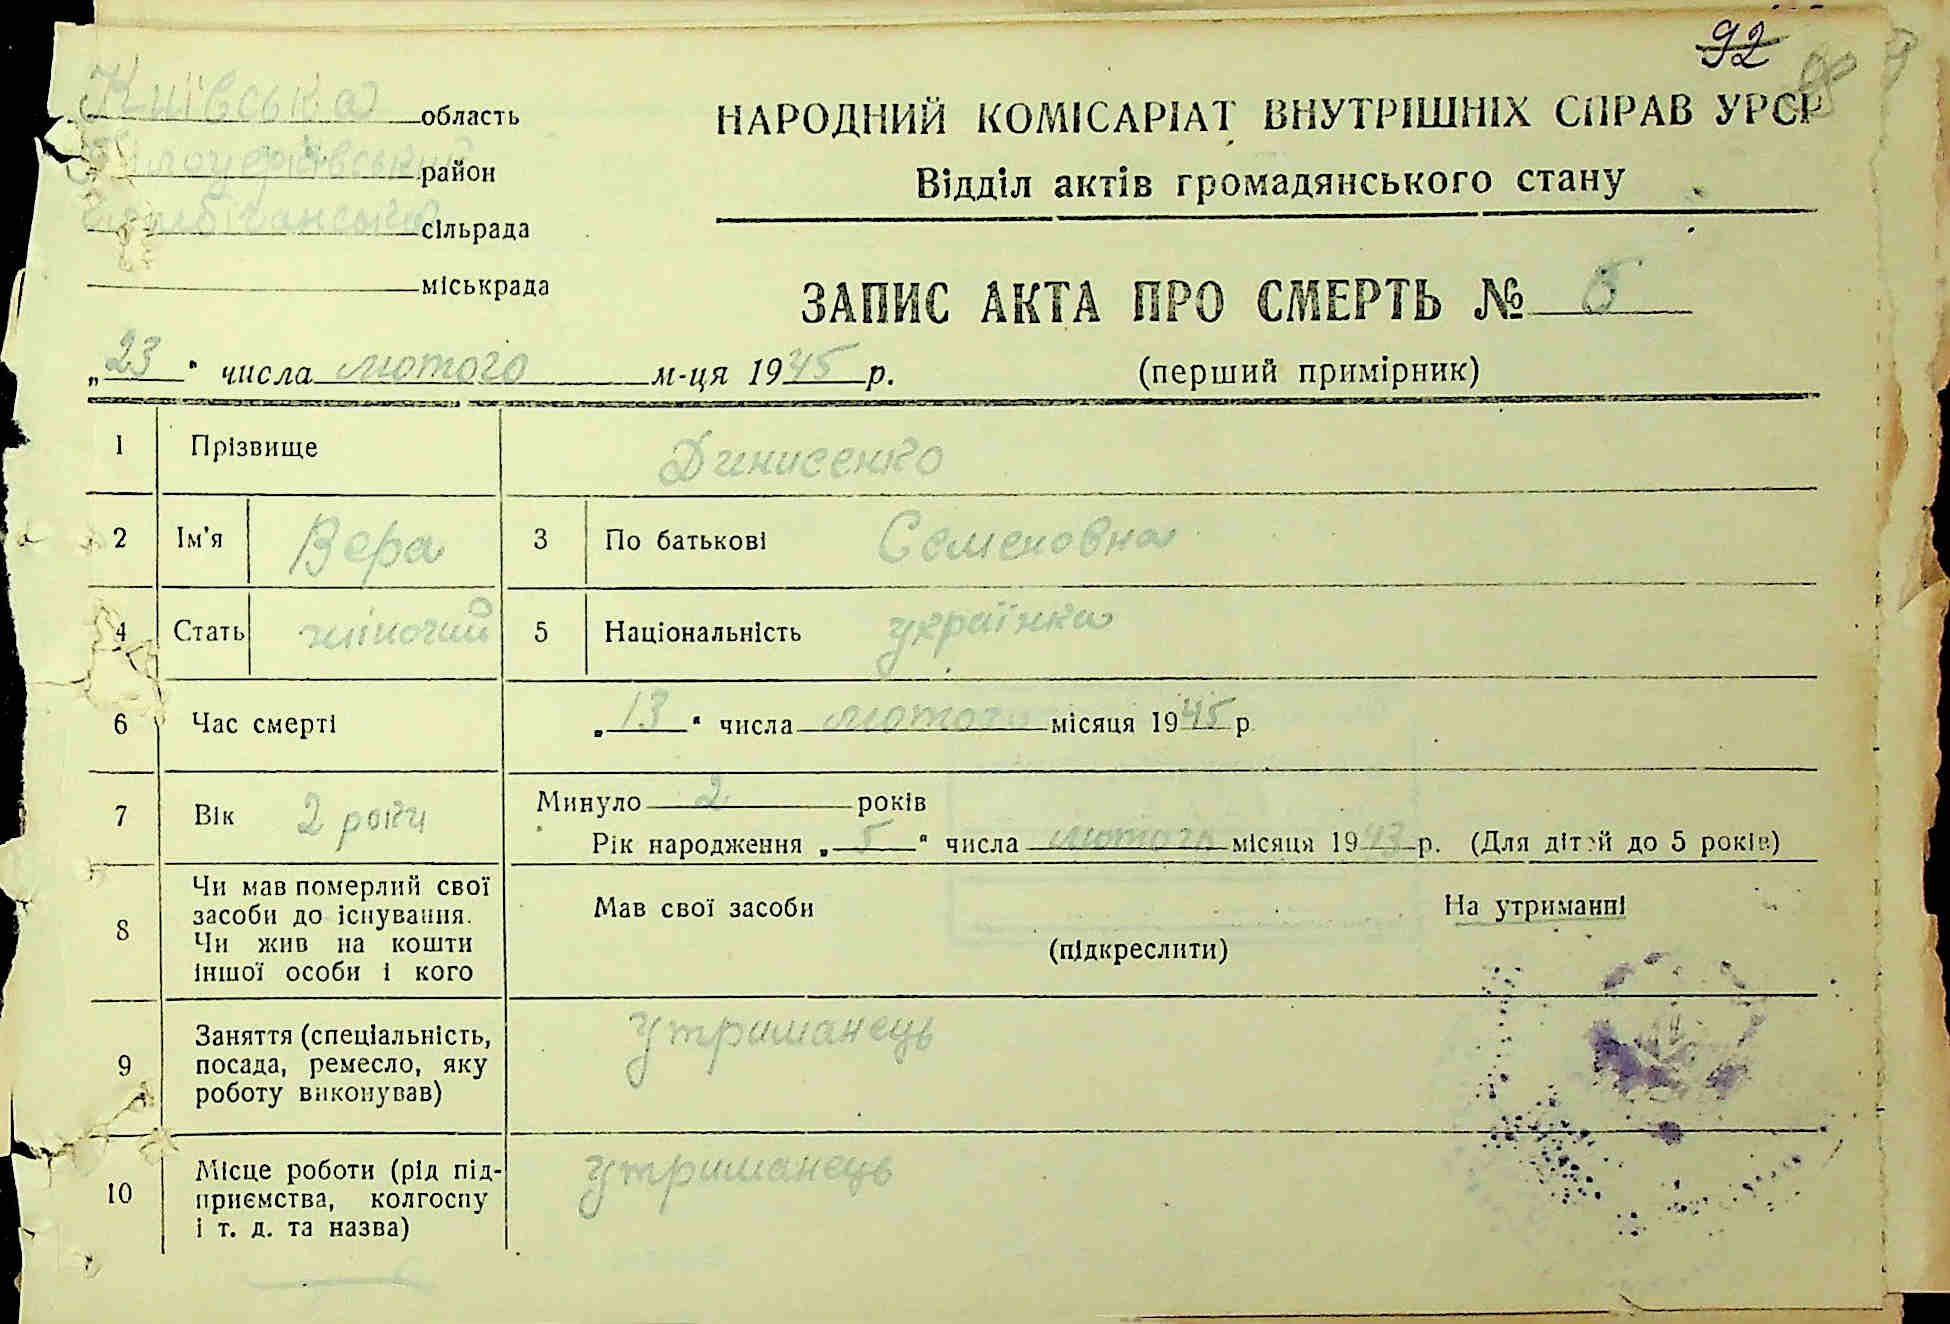 92
Київська область
район
сільрада
міськрада
НАРОДНИЙ КОМІСАРІАТ ВНУТРІШНІХ СПРАВ УРСР
Відділ актів громадянського стану
ЗАПИС АКТА ПРО СМЕРТЬ №
(перший примірник)
„23" числа лютого м-ця 1945 р.
1 Прізвище Динисенко
2 Ім'я Вера 3 По батькові Семеновна
4 Стать жіночий 5 Національність українка
6 Час смерті „13" числа лютого місяця 1945 р
7 Вік 2 роки Минуло 2 років
Рік народження „5" числа лютого місяця 1943 р. (Для дітей до 5 років)
8 Чи мав померлий свої
засоби до існування.
Чи жив на кошти
іншої особи і кого
Мав свої засоби На утриманні
(підкреслити)
9 Заняття (спеціальність,
посада, ремесло, яку
роботу виконував)
утриманець
10 Місце роботи (рід під-
приємства, колгоспу
і т. д. та назва)
утриманець